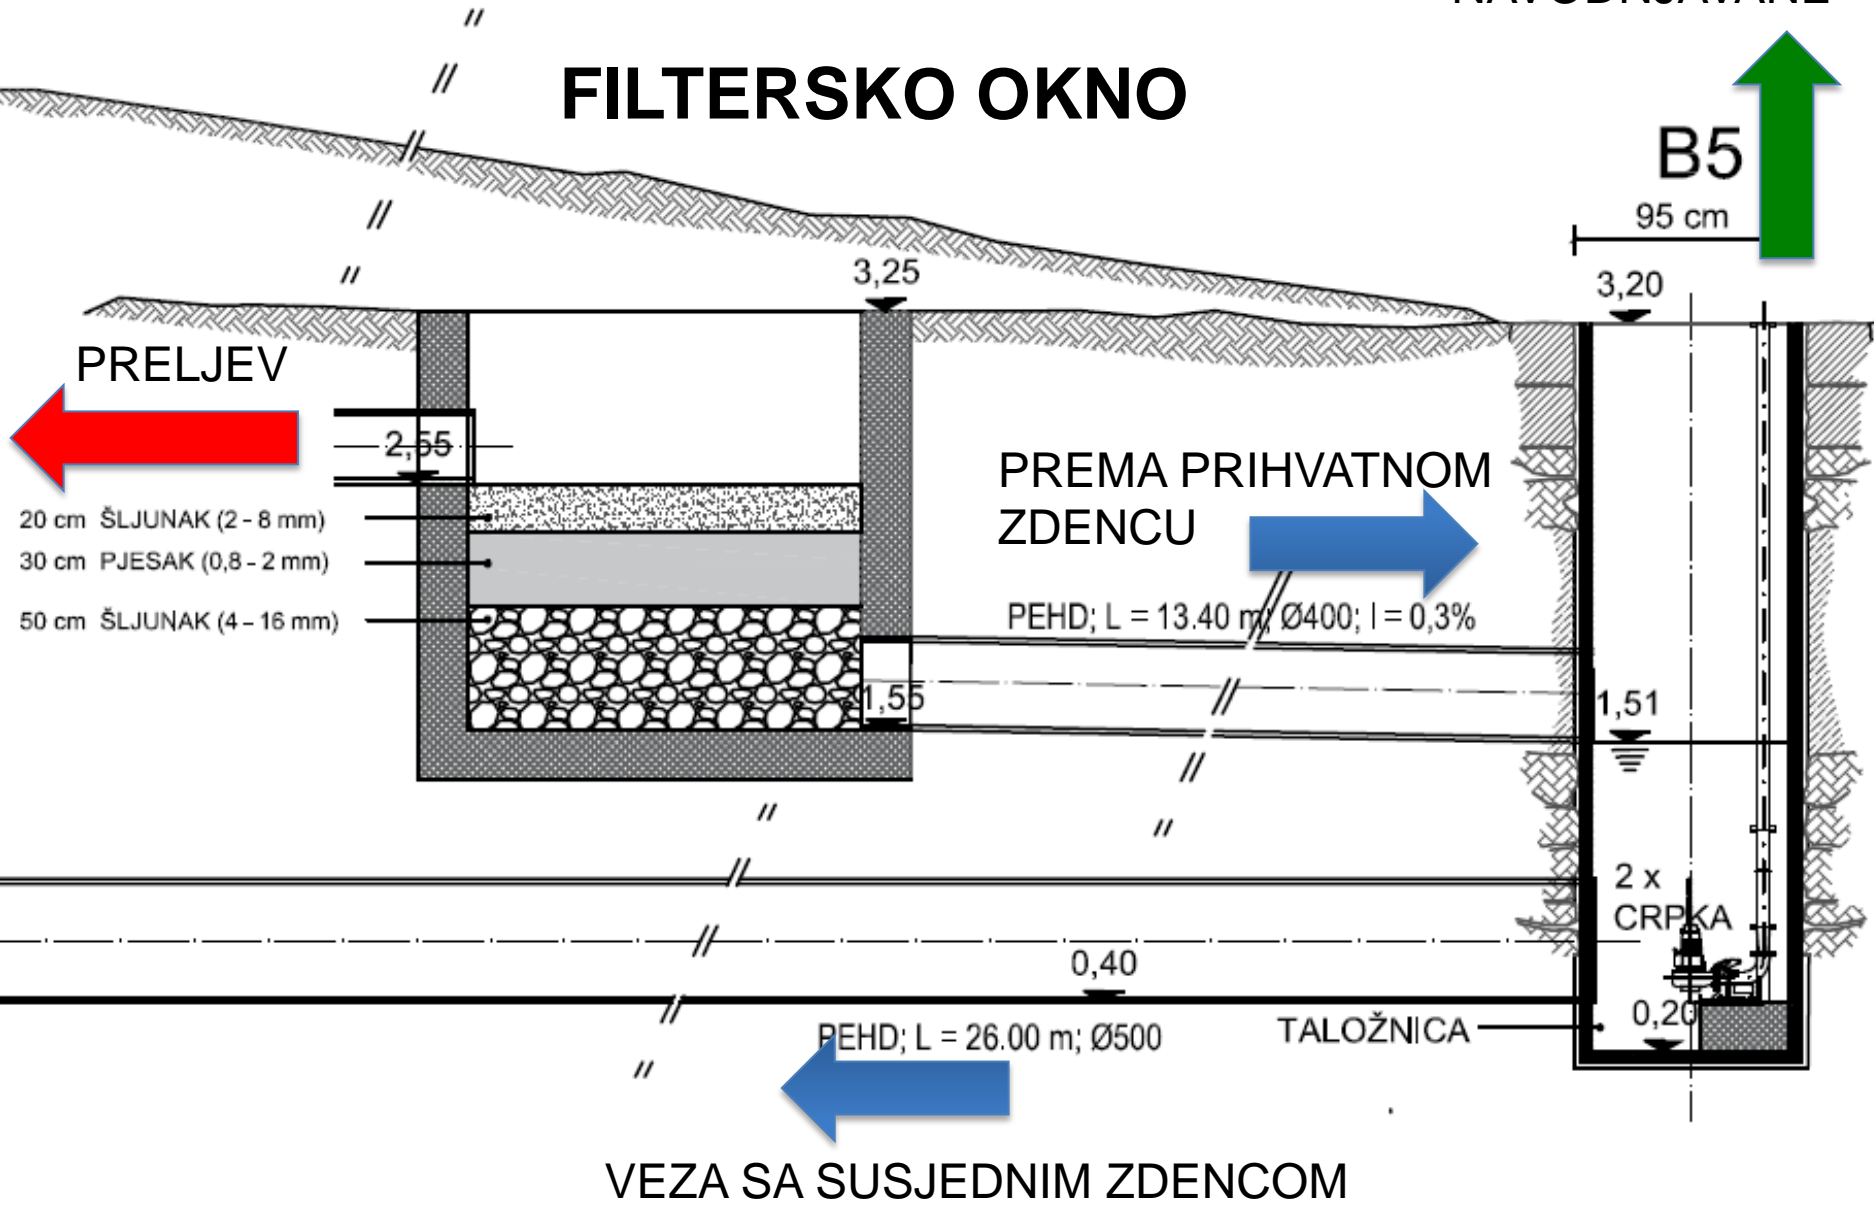 FILTERSKO OKNO
B5
95 cm
3,25
3,20
PRELJEV
2,55
PREMA PRIHVATNOM
ZDENCU
20 cm ŠLJUNAK (2 - 8 mm)
30 cm PJESAK (0,8 - 2 mm)
50 cm ŠLJUNAK (4 - 16 mm)
PEHD; L = 13.40 m; Ø400; I = 0,3%
1,55
1,51
2 x
CRPKA
0,40
0,20
TALOŽNICA
PEHD; L = 26.00 m; Ø500
VEZA SA SUSJEDNIM ZDENCOM